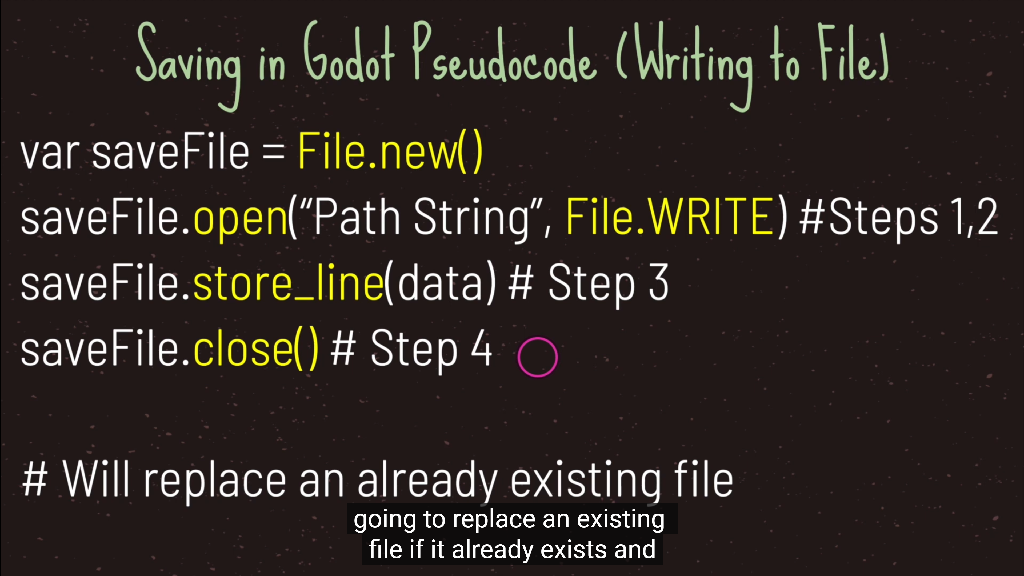 Saving in Godot Pseudocode (Writing to File)
var saveFile = File.new()
saveFile.open(“Path String”, File.WRITE) #Steps 1,2
saveFile.store_line(data) # Step 3
saveFile.close() # Step 4
# Will replace an already existing file
going to replace an existing
file if it already exists and